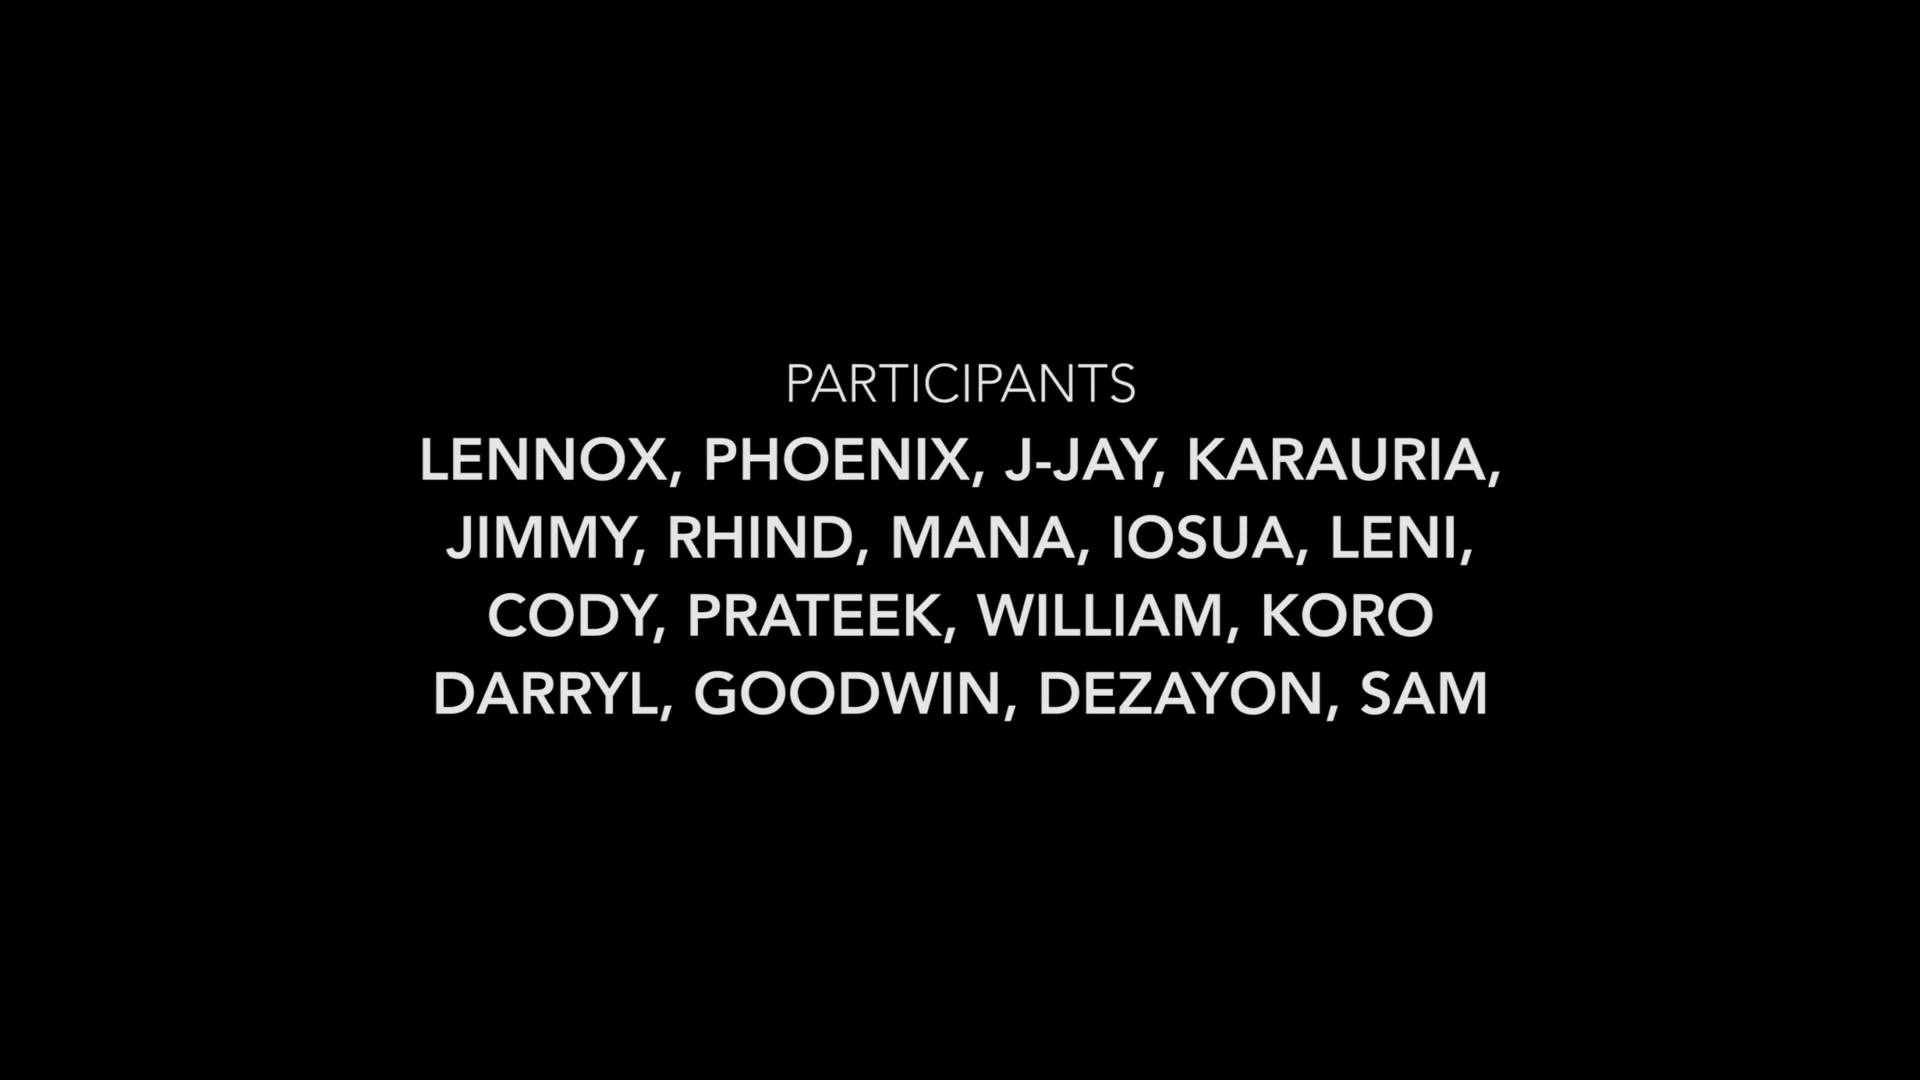 PARTICIPANTS
LENNOX, PHOENIX, J-JAY, KARAURIA,
JIMMY, RHIND, MANA, IOSUA, LENI,
CODY, PRATEEK, WILLIAM, KORO
DARRYL, GOODWIN, DEZAYON, SAM